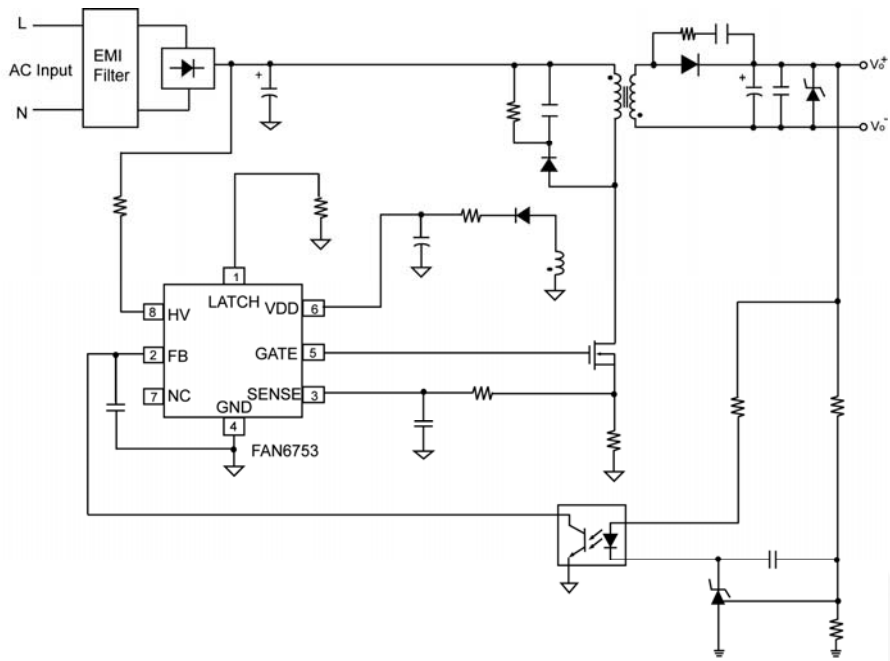 L
EMI
Filter
AC Input
N
+
+
Vo+
Vo-
1
LATCH
8 HV
VDD 6
2 FB
GATE 5
7 NC
SENSE 3
GND
4
FAN6753